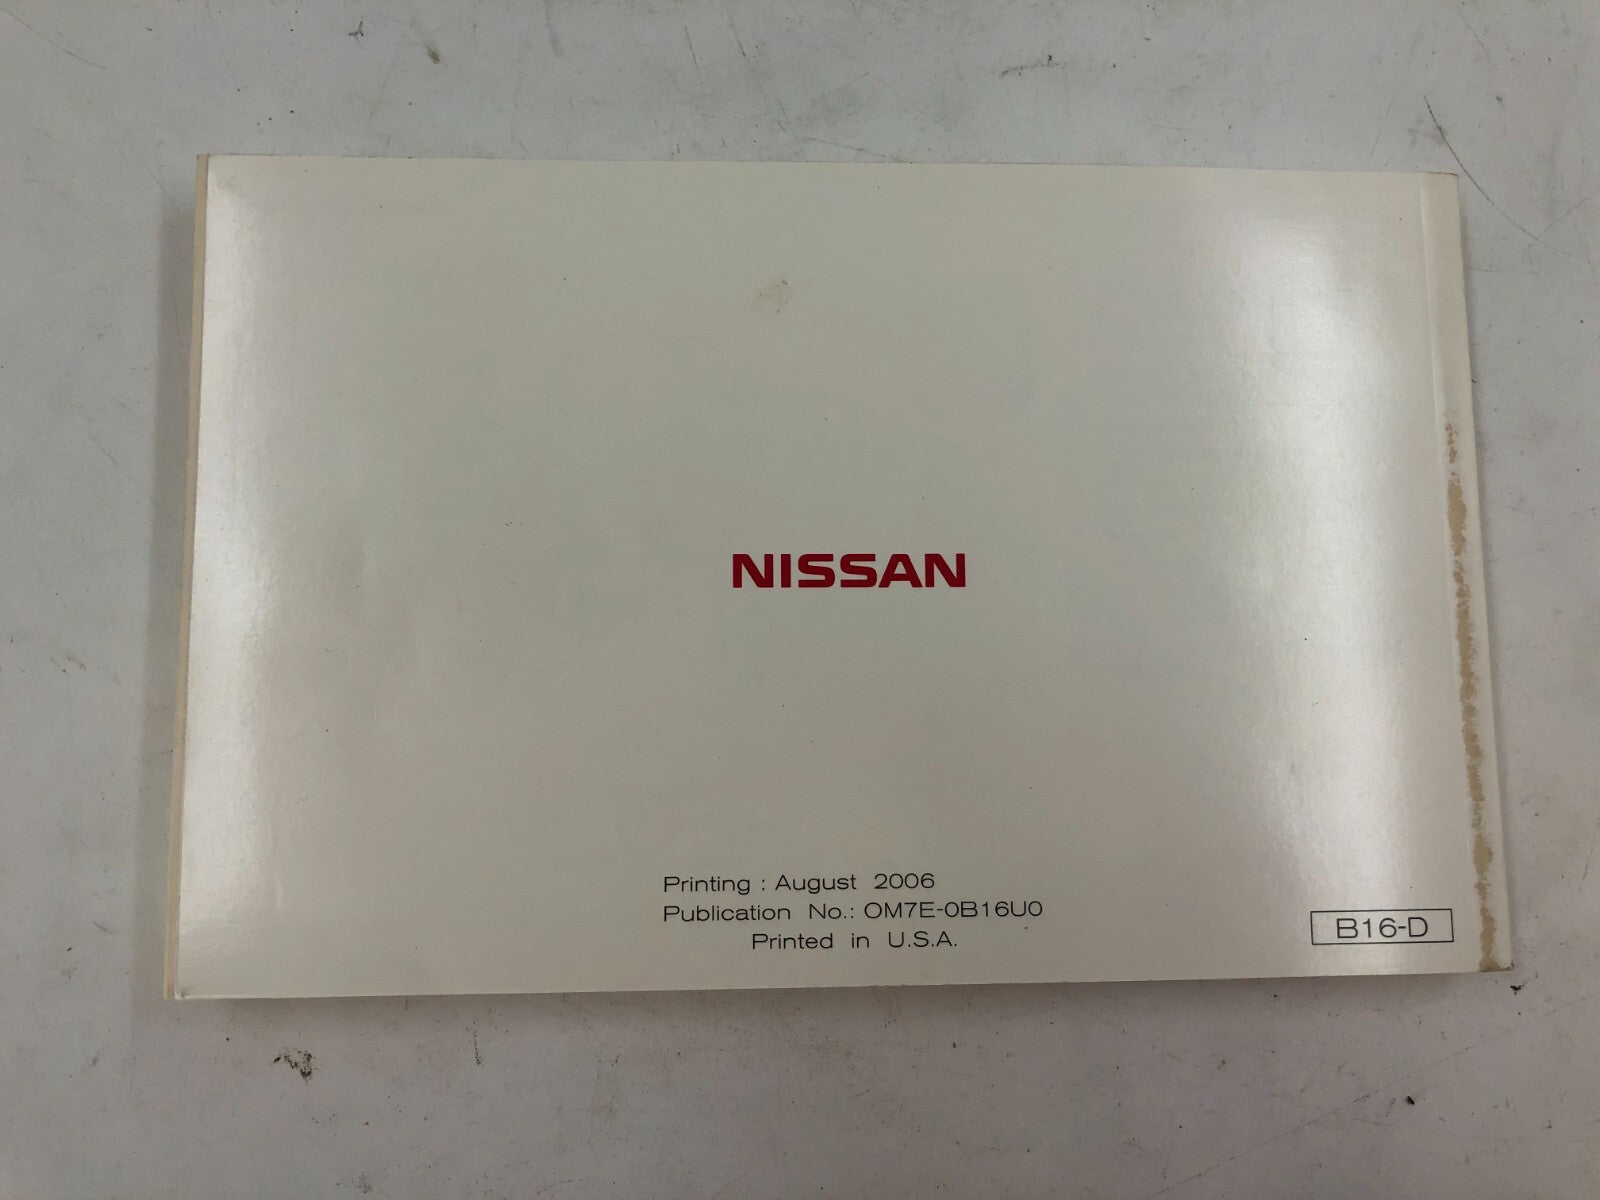 NISSAN
Printing : August 2006
Publication No.: OM7E-0B16U0
Printed in U.S.A.
B16-D